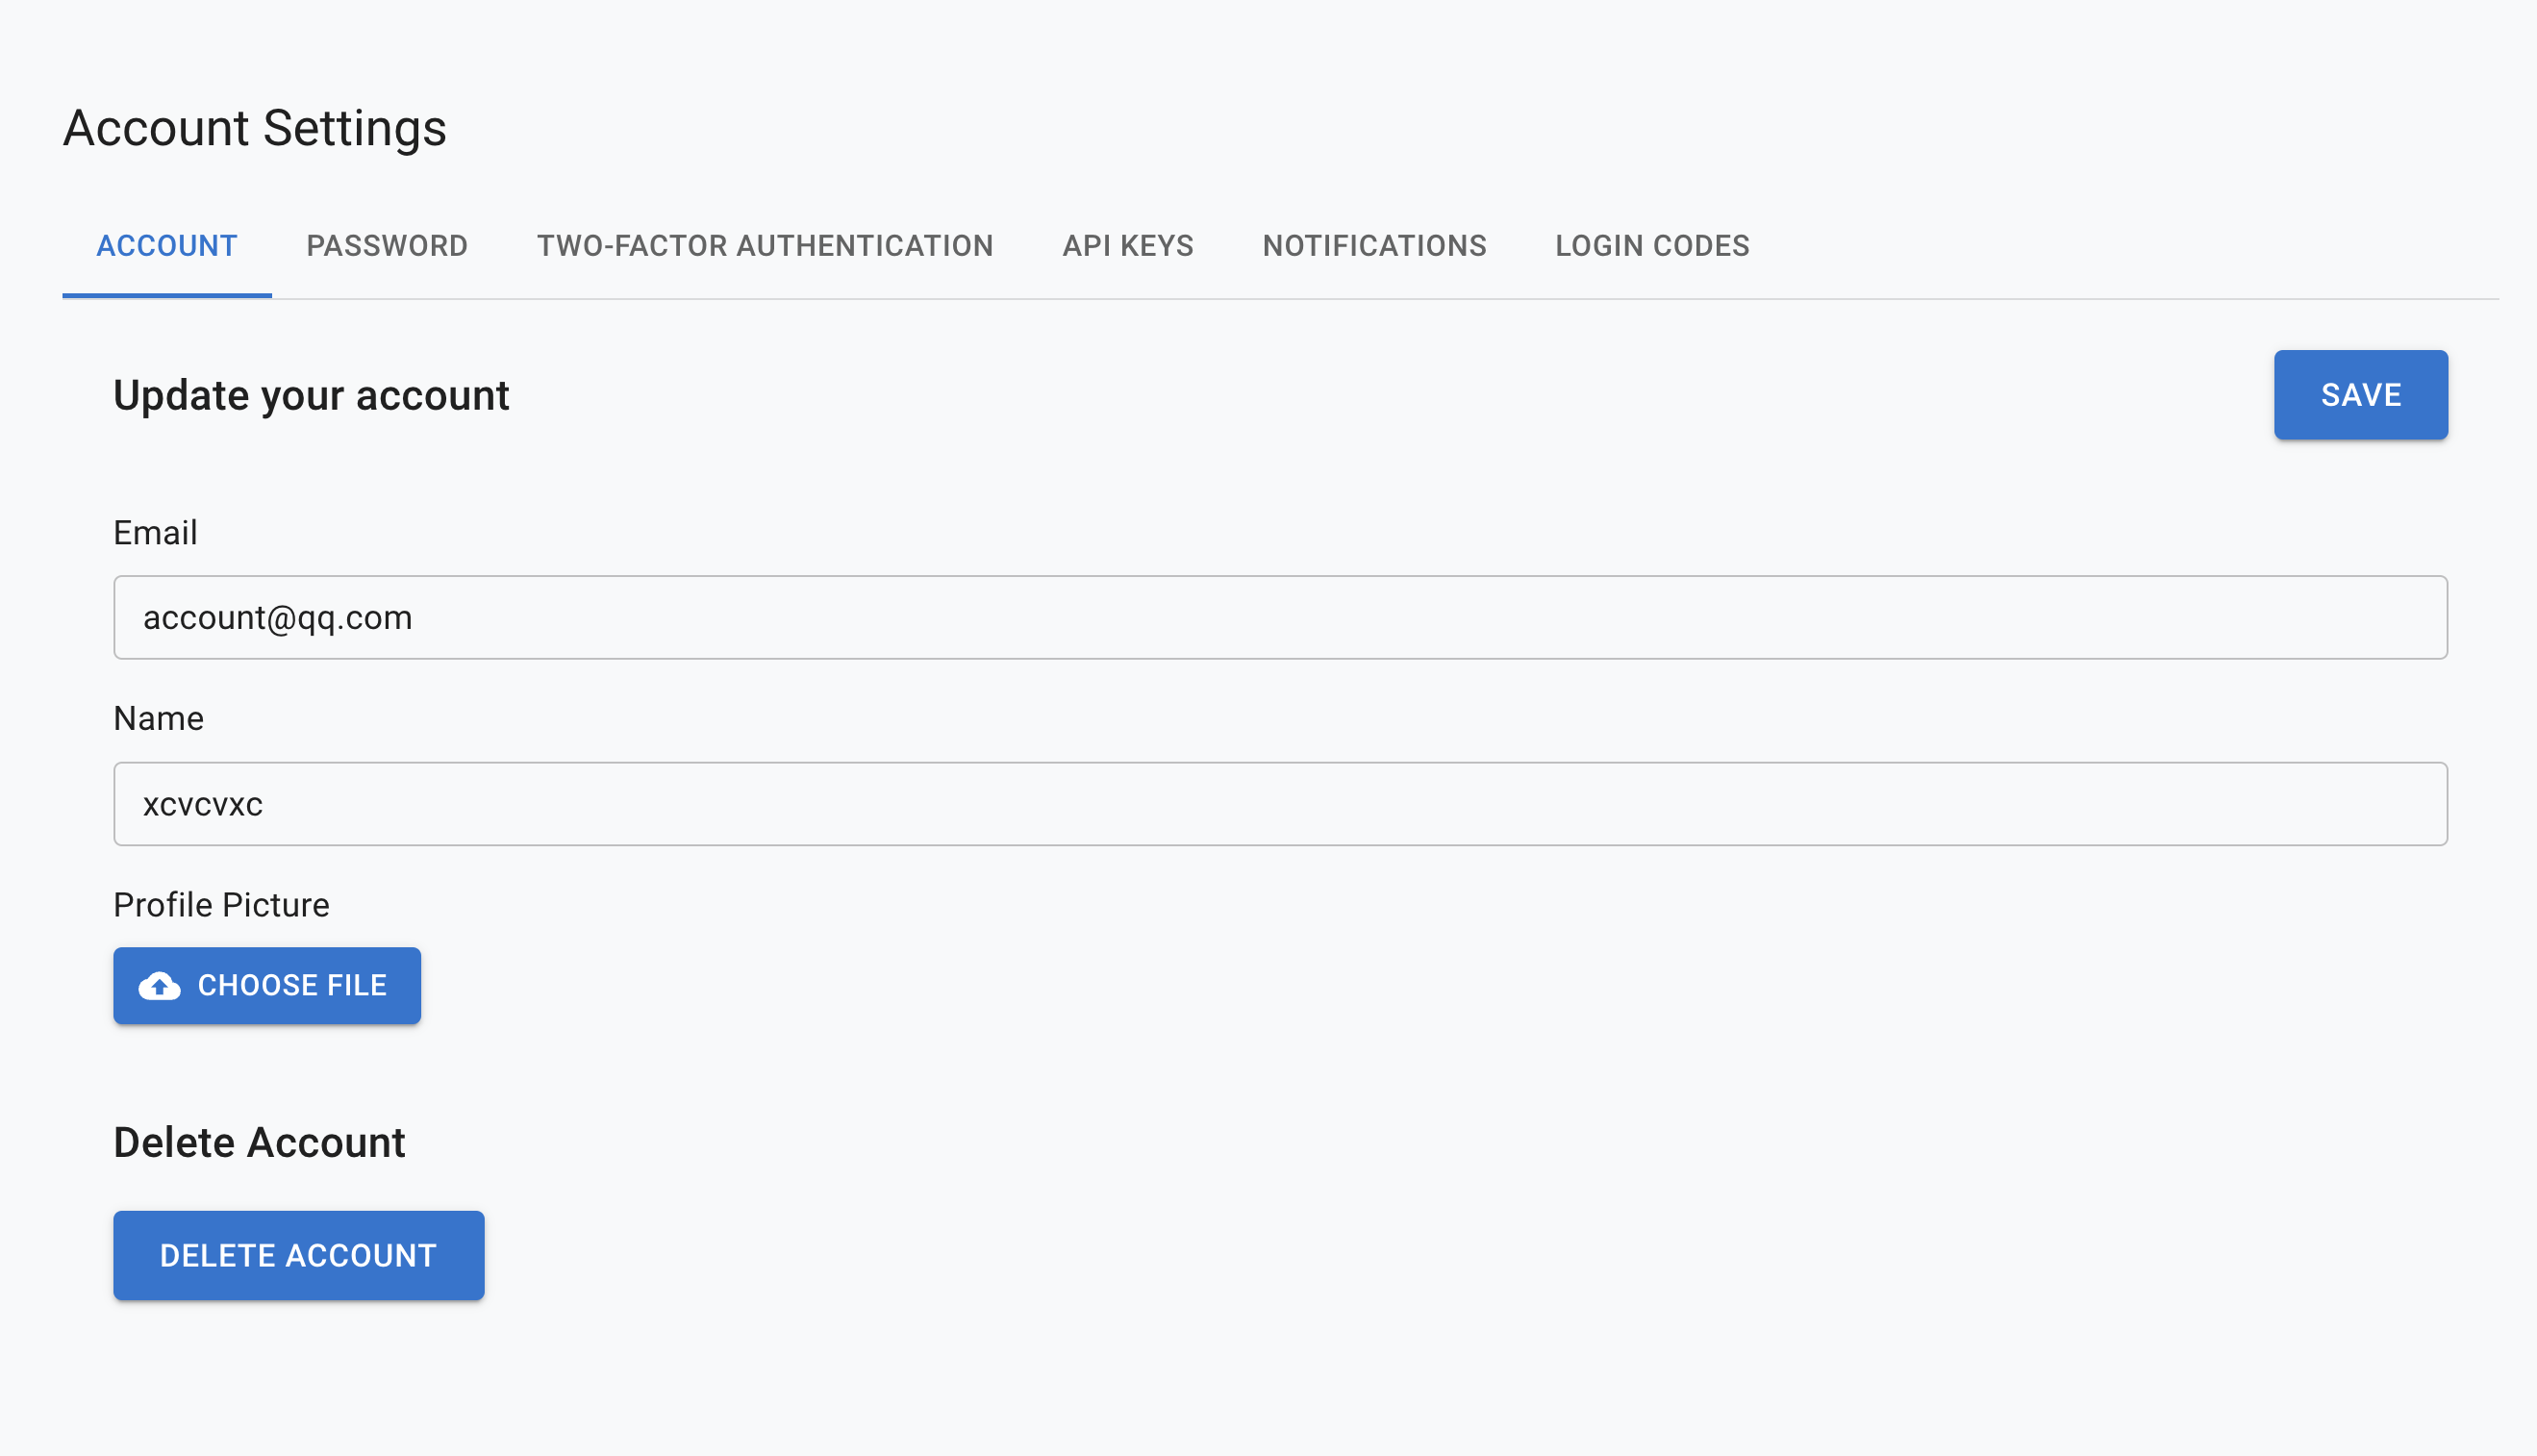 Account Settings
ACCOUNT PASSWORD TWO-FACTOR AUTHENTICATION API KEYS NOTIFICATIONS LOGIN CODES
Update your account
SAVE
Email
account@qq.com
Name
xcvcvxc
Profile Picture
CHOOSE FILE
Delete Account
DELETE ACCOUNT